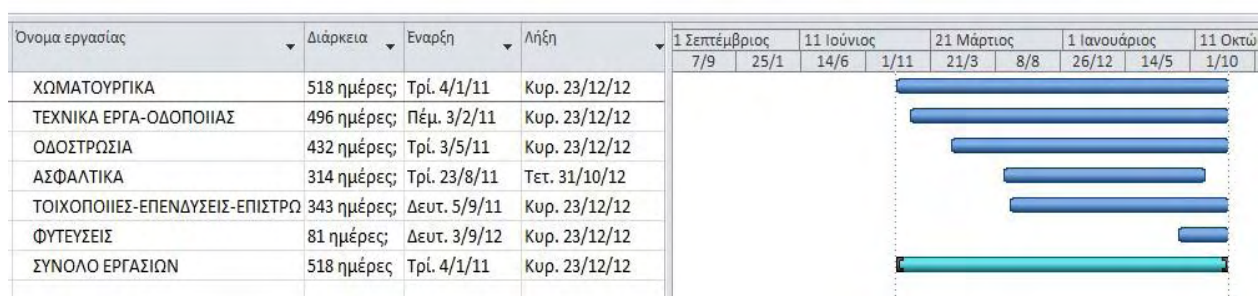 Όνομα εργασίας Διάρκεια Έναρξη Λήξη
1 Σεπτέμβριος 11 Ιούνιος 21 Μάρτιος 1 Ιανουάριος 11 Οκτώ
7/9 25/1 14/6 1/11 21/3 8/8 26/12 14/5 1/10
ΧΩΜΑΤΟΥΡΓΙΚΑ 518 ημέρες; Τρί. 4/1/11 Κυρ. 23/12/12
ΤΕΧΝΙΚΑ ΕΡΓΑ-ΟΔΟΠΟΙΙΑΣ 496 ημέρες; Πέμ. 3/2/11 Κυρ. 23/12/12
ΟΔΟΣΤΡΩΣΙΑ 432 ημέρες; Τρί. 3/5/11 Κυρ. 23/12/12
ΑΣΦΑΛΤΙΚΑ 314 ημέρες; Τρί. 23/8/11 Τετ. 31/10/12
ΤΟΙΧΟΠΟΙΙΕΣ-ΕΠΕΝΔΥΣΕΙΣ-ΕΠΙΣΤΡΩ 343 ημέρες; Δευτ. 5/9/11 Κυρ. 23/12/12
ΦΥΤΕΥΣΕΙΣ 81 ημέρες; Δευτ. 3/9/12 Κυρ. 23/12/12
ΣΥΝΟΛΟ ΕΡΓΑΣΙΩΝ 518 ημέρες Τρί. 4/1/11 Κυρ. 23/12/12